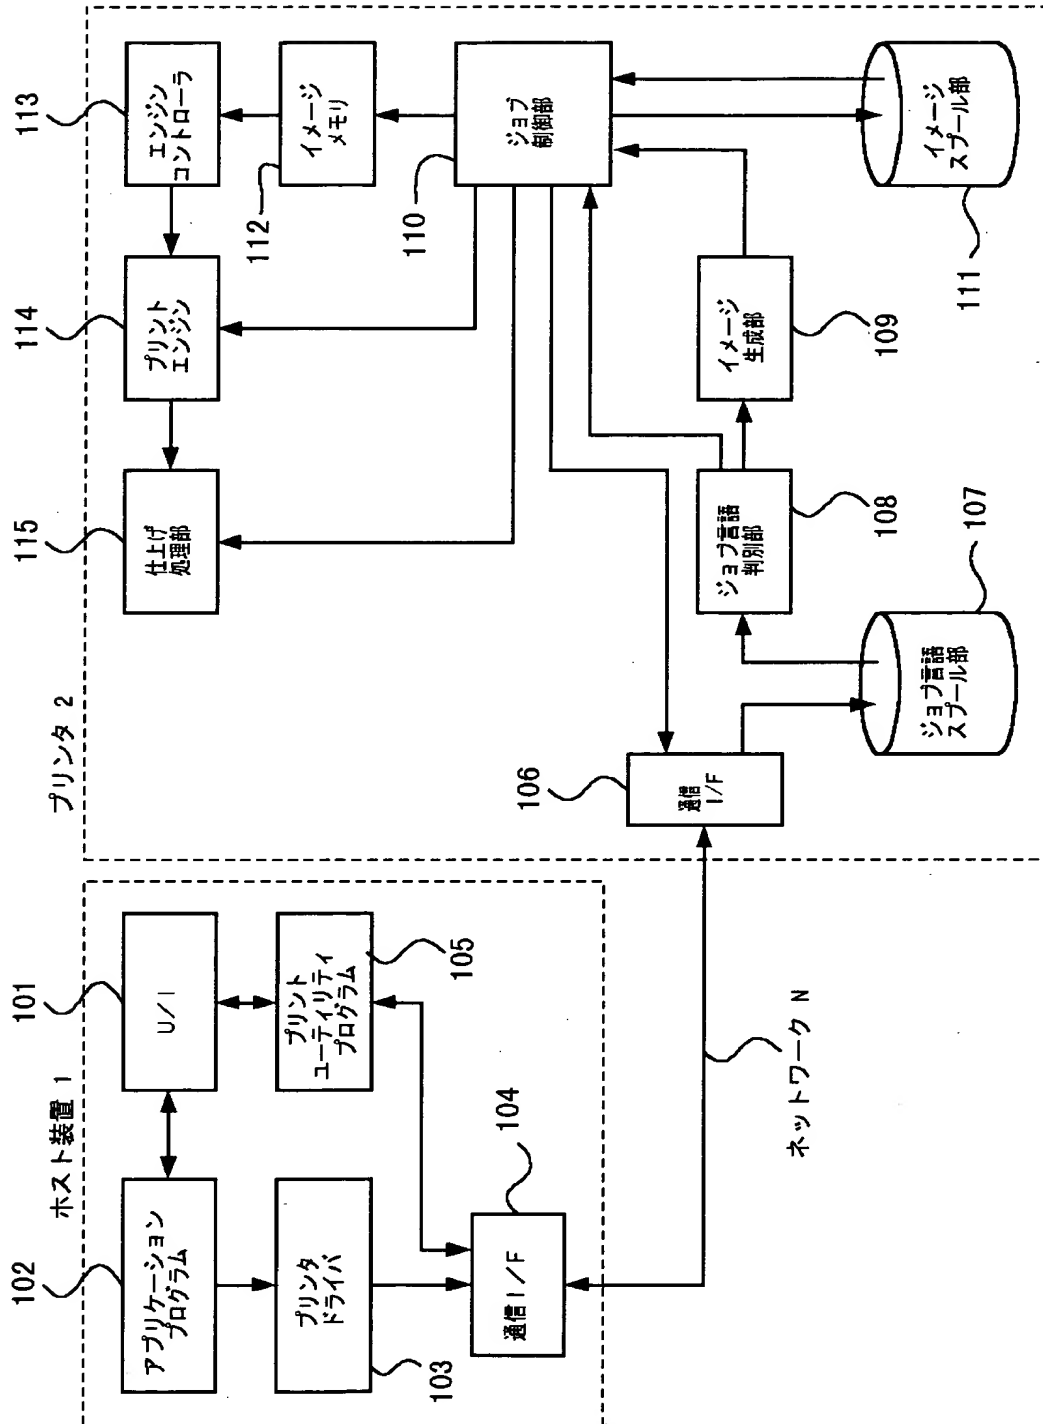 ホスト装置 1
101
U/I
102
アプリケーション
プログラム
103
プリンタ
ドライバ
104
通信I/F
105
プリント
ユーティリティ
プログラム
ネットワーク N
プリンタ 2
106
通信
I/F
107
ジョブ言語
スプール部
108
ジョブ言語
判別部
109
イメージ
生成部
110
ジョブ
制御部
111
イメージ
スプール部
112
イメージ
メモリ
113
エンジン
コントローラ
114
プリント
エンジン
115
仕上げ
処理部